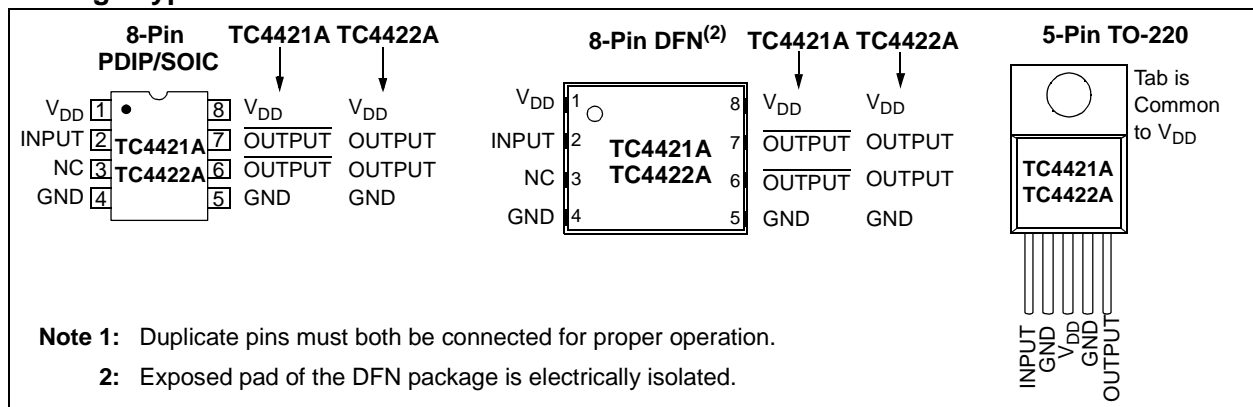 8-Pin PDIP/SOIC
TC4421A TC4422A
VDD 1
INPUT 2
NC 3
GND 4
TC4421A
TC4422A
8 VDD VDD
7 OUTPUT OUTPUT
6 OUTPUT OUTPUT
5 GND GND
8-Pin DFN(2)
TC4421A TC4422A
VDD 1
INPUT 2
NC 3
GND 4
TC4421A
TC4422A
8 VDD VDD
7 OUTPUT OUTPUT
6 OUTPUT OUTPUT
5 GND GND
5-Pin TO-220
Tab is
Common
to VDD
TC4421A
TC4422A
INPUT
GND
VDD
GND
OUTPUT
Note 1: Duplicate pins must both be connected for proper operation.
2: Exposed pad of the DFN package is electrically isolated.